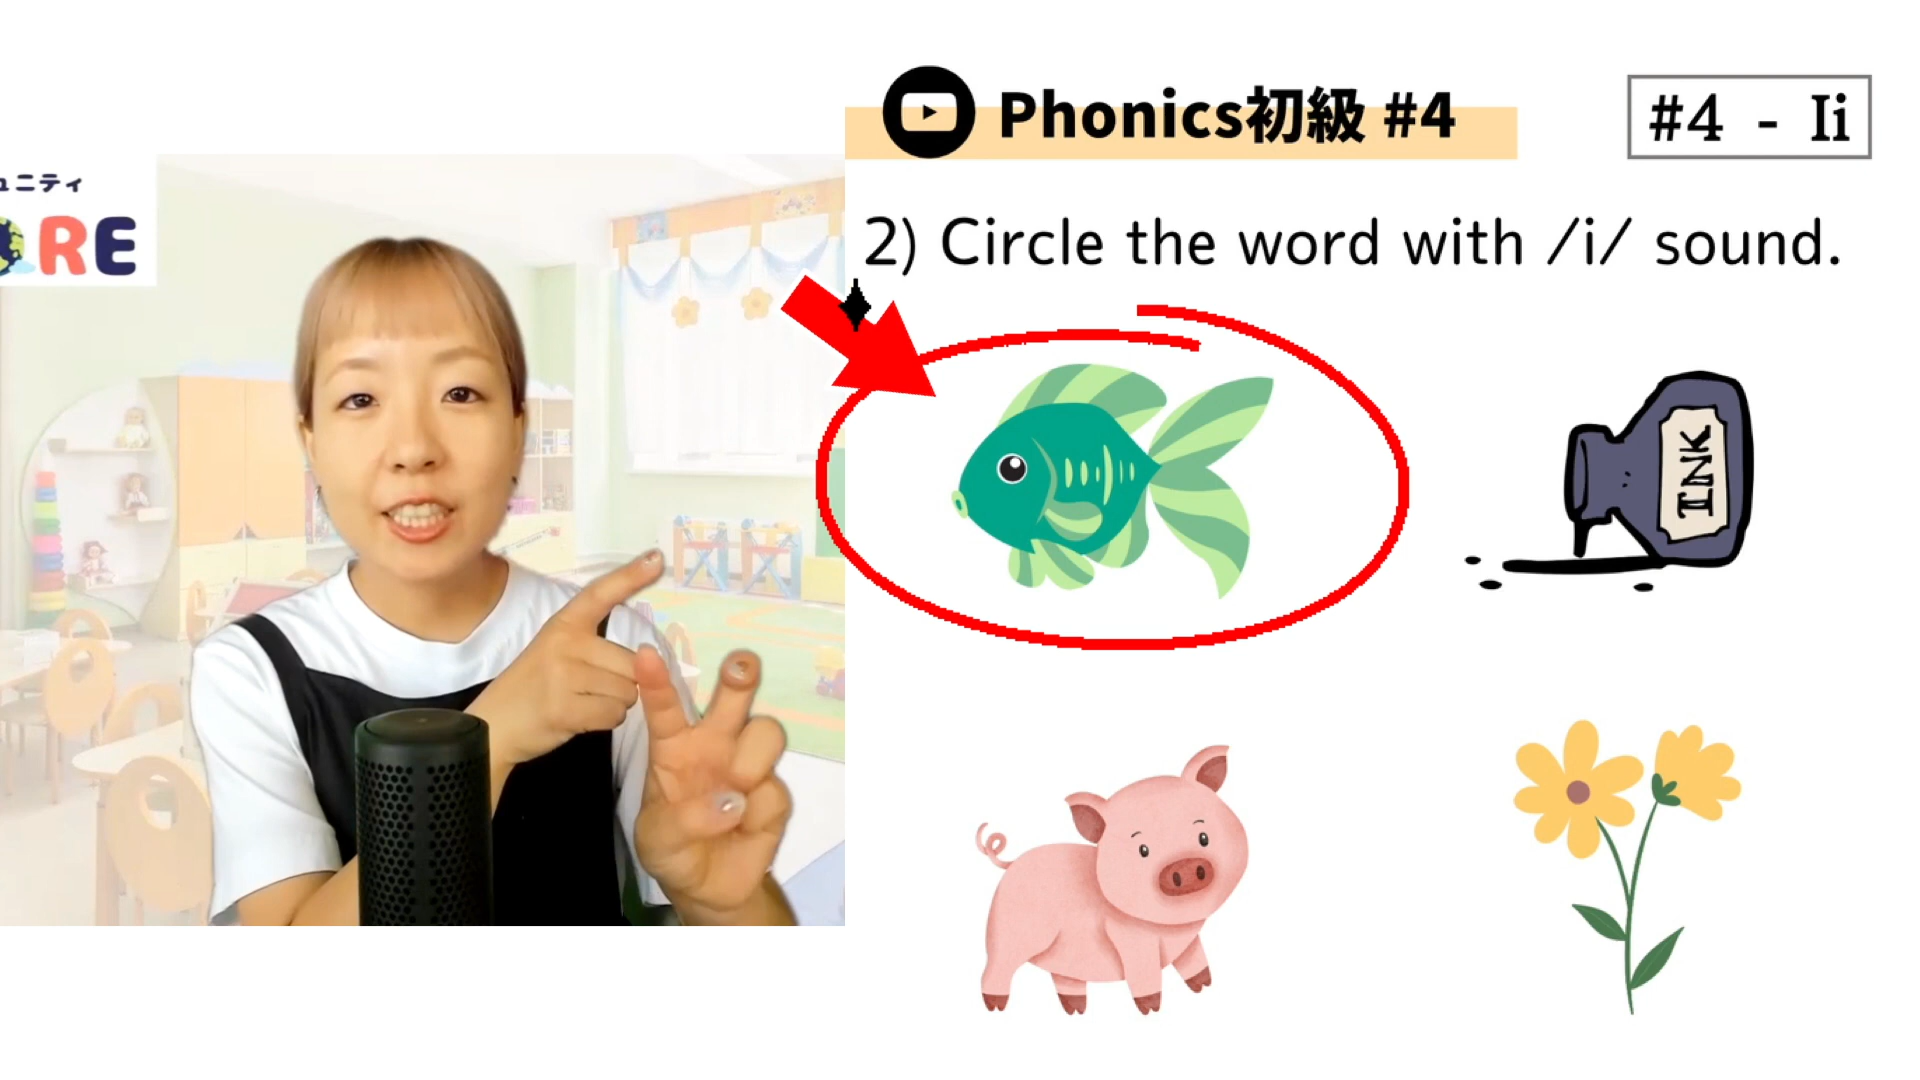 ュニティ
ORE
Phonics初級 #4
#4 - Ii
2) Circle the word with /i/ sound.
INK